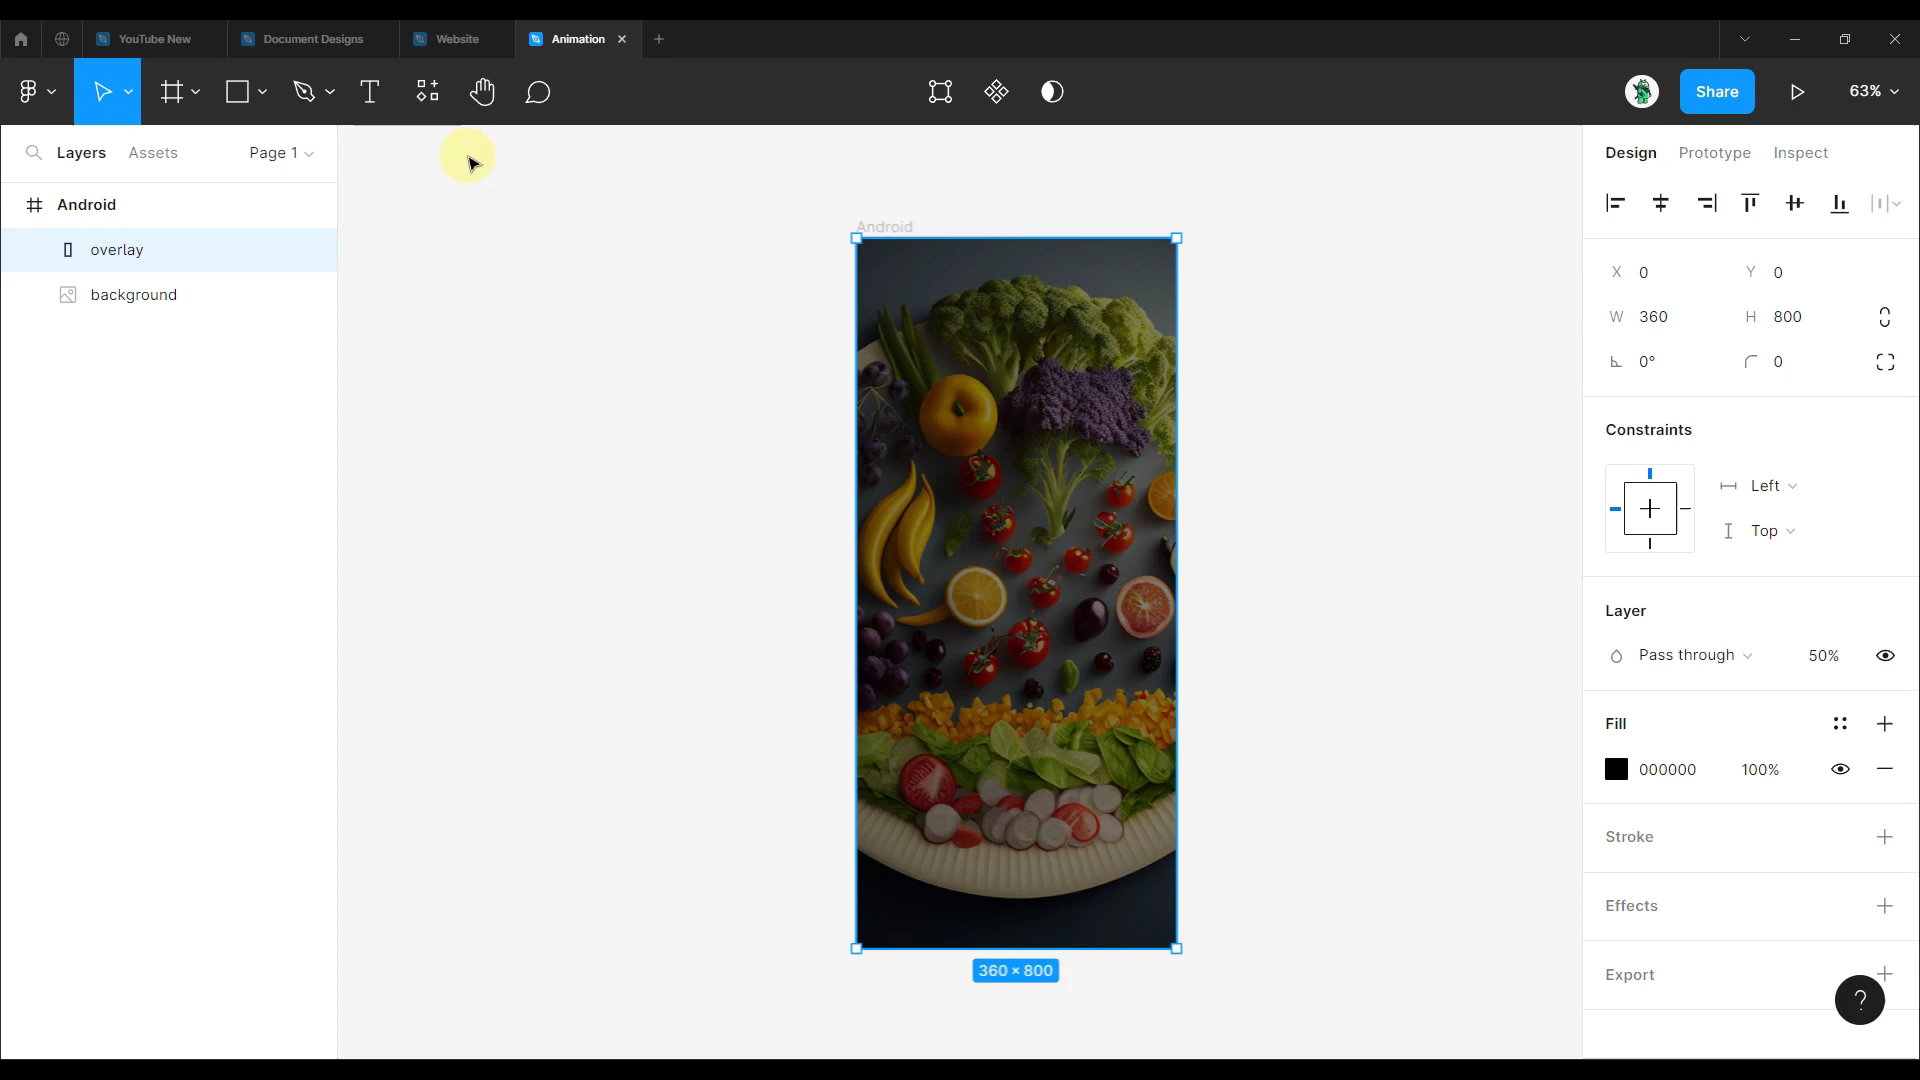 YouTube New
Document Designs
Website
Animation
Share
63%
Layers
Assets
Page 1
Android
overlay
background
Android
360 × 800
Design
Prototype
Inspect
X 0
Y 0
W 360
H 800
0°
0
Constraints
Left
Top
Layer
Pass through
50%
Fill
000000
100%
Stroke
Effects
Export
?